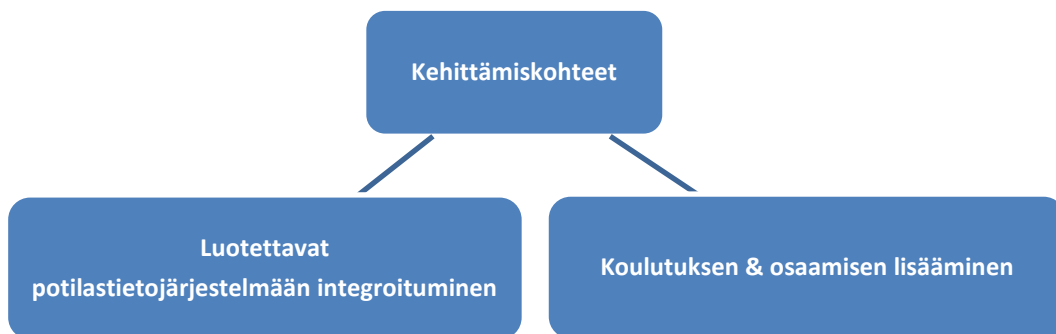 Kehittämiskohteet
Luotettavat
potilastietojärjestelmään integroituminen
Koulutuksen & osaamisen lisääminen